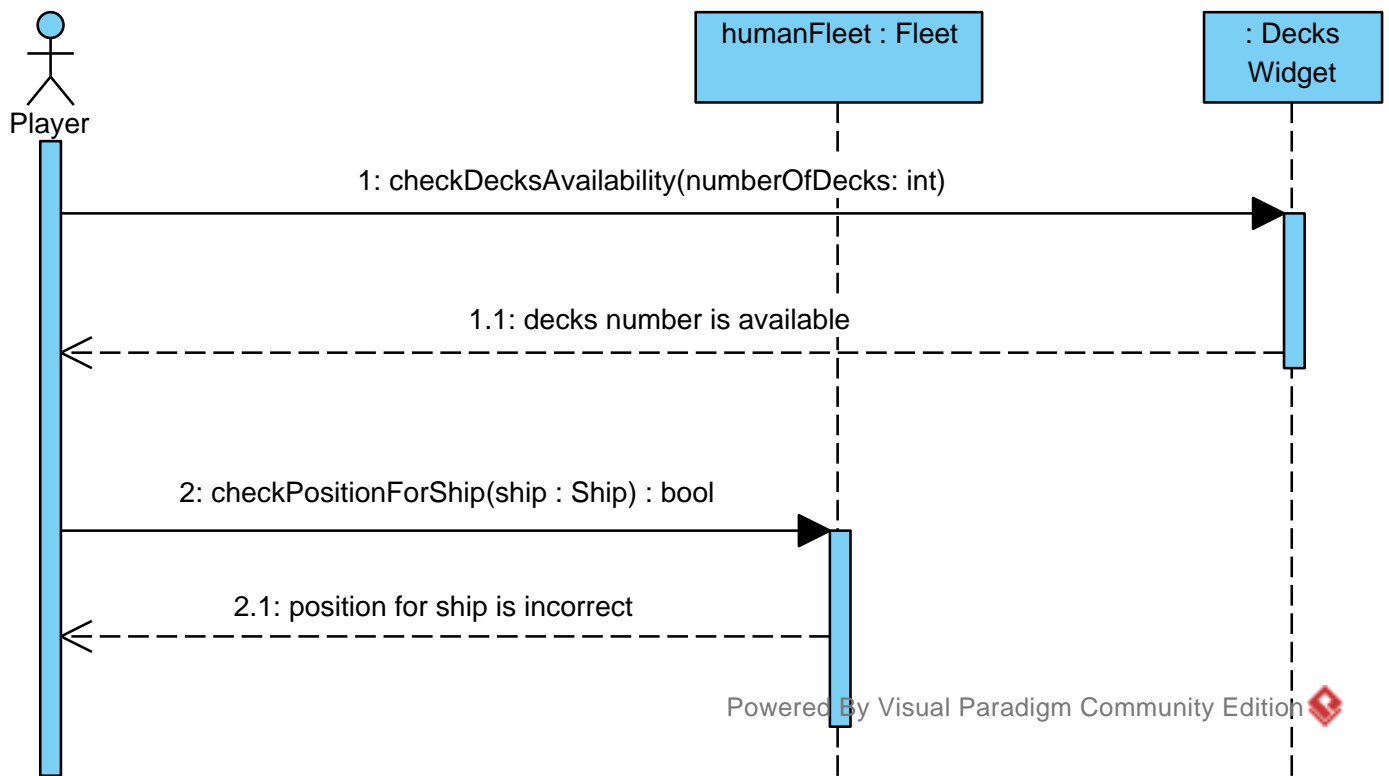 humanFleet : Fleet
: Decks
Widget
Player
1: checkDecksAvailability(numberOfDecks: int)
1.1: decks number is available
2: checkPositionForShip(ship : Ship) : bool
2.1: position for ship is incorrect
Powered By Visual Paradigm Community Edition